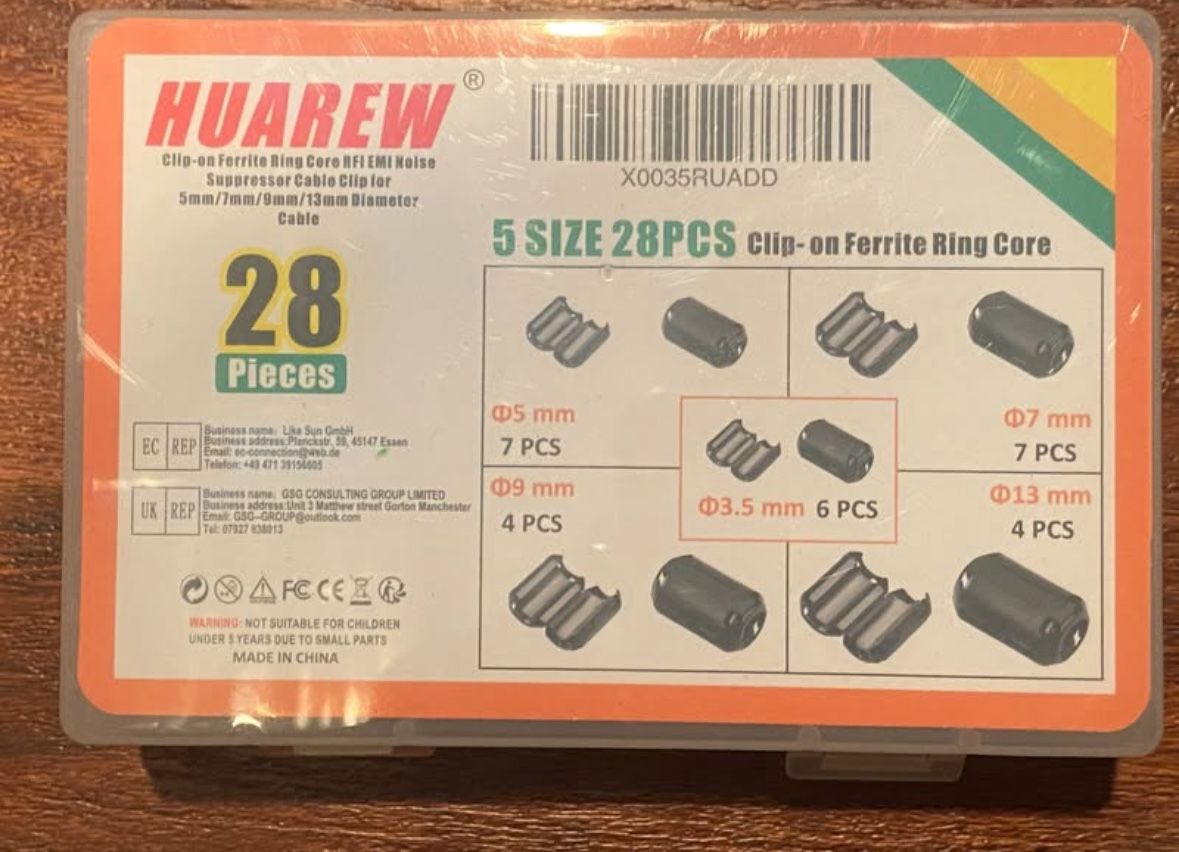 HUAREW®
Clip-on Ferrite Ring Core RFI EMI Noise
Suppressor Cable Clip for
5mm/7mm/9mm/13mm Diameter
Cable
28
Pieces
EC REP
Business name: Like Sun GmbH
Business address:Planckstr. 59, 45147 Essen
Email: ec-connection@web.de
Telefon: +49 471 39156605
UK REP
Business name: GSG CONSULTING GROUP LIMITED
Business address:Unit 3 Matthew street Gorton Manchester
Email: GSG-GROUP@outlook.com
Tel: 07927 838013
FC CE
WARNING: NOT SUITABLE FOR CHILDREN
UNDER 5 YEARS DUE TO SMALL PARTS
MADE IN CHINA
X0035RUADD
5 SIZE 28PCS Clip-on Ferrite Ring Core
Φ5 mm
7 PCS
Φ7 mm
7 PCS
Φ3.5 mm 6 PCS
Φ9 mm
4 PCS
Φ13 mm
4 PCS